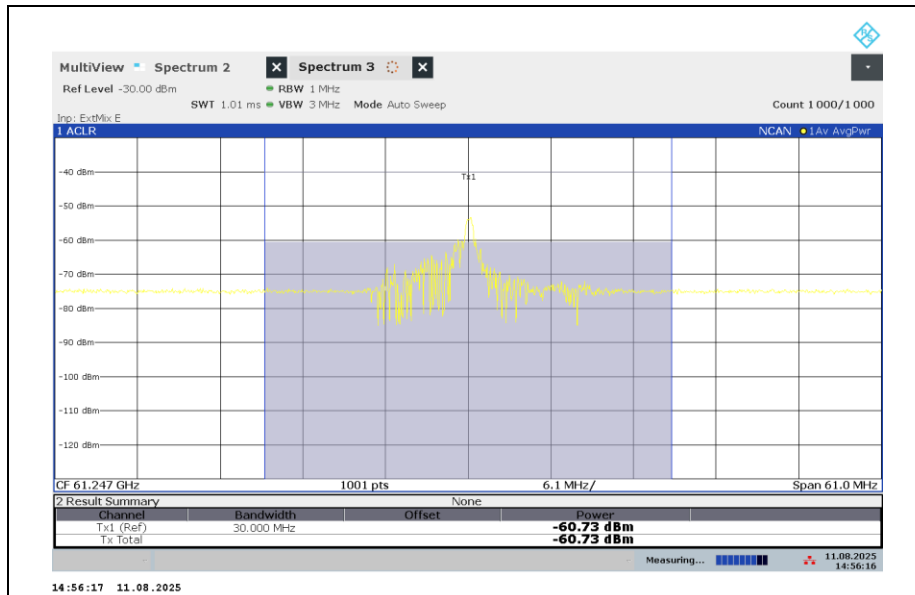 R S
MultiView Spectrum 2 X Spectrum 3 X
Ref Level -30.00 dBm RBW 1 MHz
SWT 1.01 ms VBW 3 MHz Mode Auto Sweep Count 1 000/1 000
Inp: ExtMix E
1 ACLR NCAN 1Av AvgPwr
-40 dBm
Tx1
-50 dBm
-60 dBm
-70 dBm
-80 dBm
-90 dBm
-100 dBm
-110 dBm
-120 dBm
CF 61.247 GHz 1001 pts 6.1 MHz/ Span 61.0 MHz
2 Result Summary None
Channel Bandwidth Offset Power
Tx1 (Ref) 30.000 MHz -60.73 dBm
Tx Total -60.73 dBm
Measuring... 11.08.2025
14:56:16
14:56:17 11.08.2025